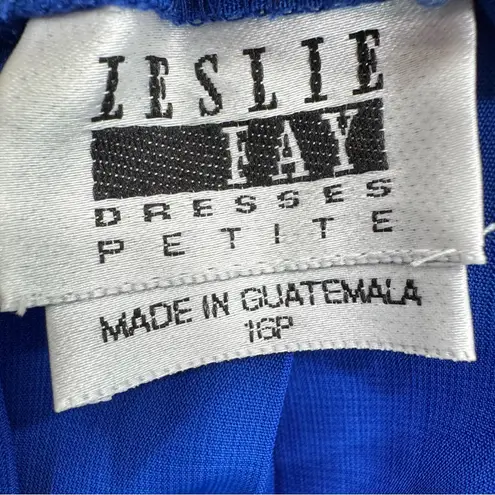 LESLIE
FAY
DRESSES
PETITE
MADE IN GUATEMALA
16P